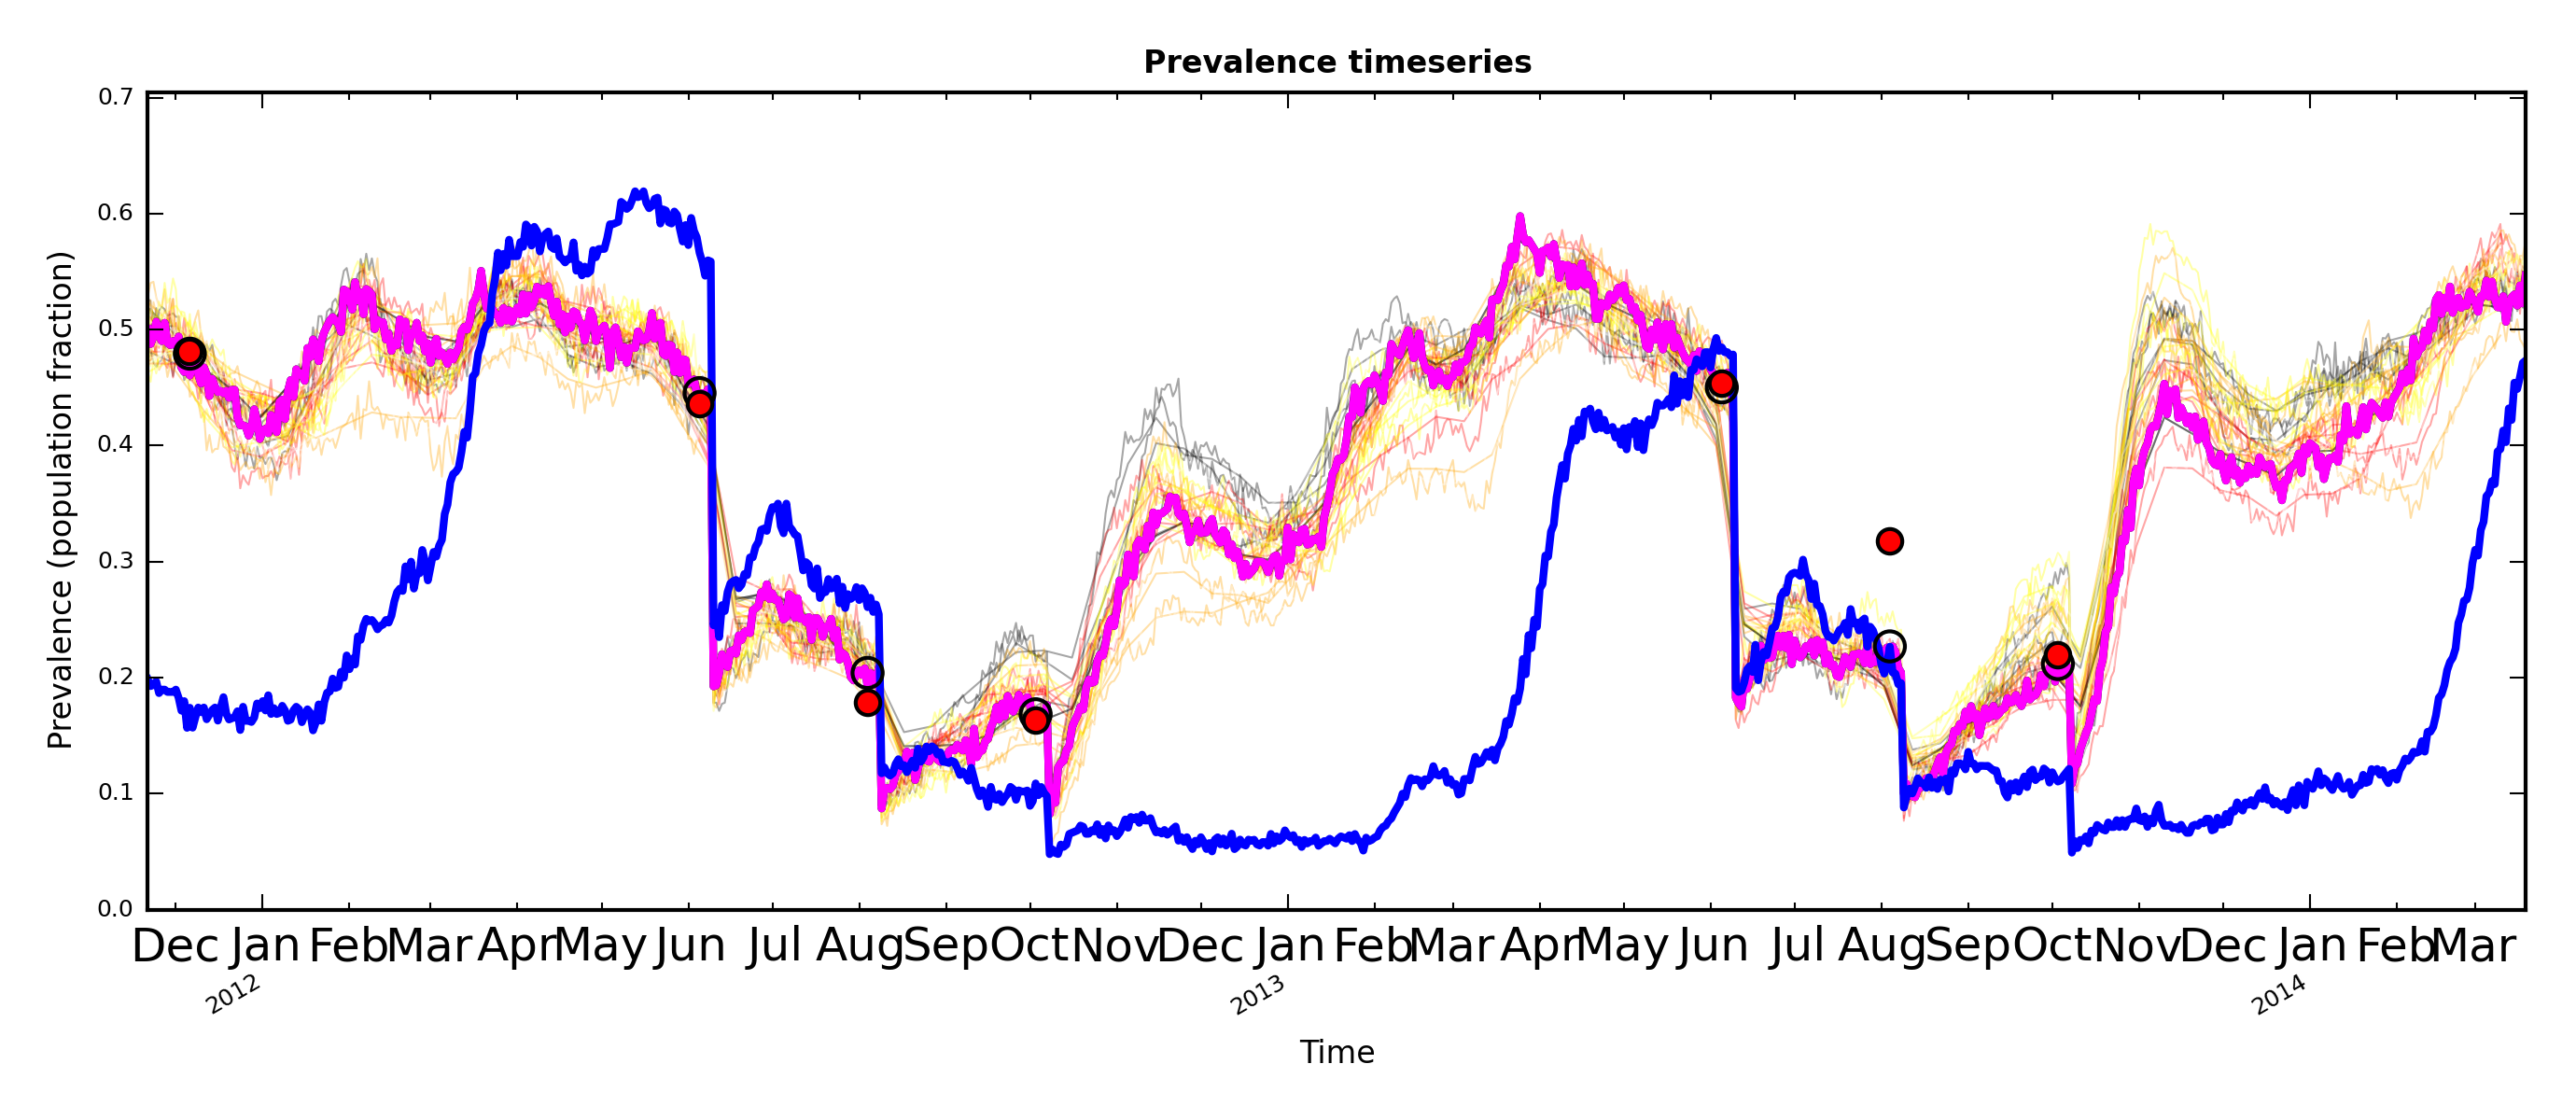 Prevalence timeseries
Prevalence (population fraction)
0.7
0.6
0.5
0.4
0.3
0.2
0.1
0.0
Dec Jan Feb Mar Apr May Jun Jul Aug Sep Oct Nov Dec Jan Feb Mar Apr May Jun Jul Aug Sep Oct Nov Dec Jan Feb Mar
2012 2013 2014
Time